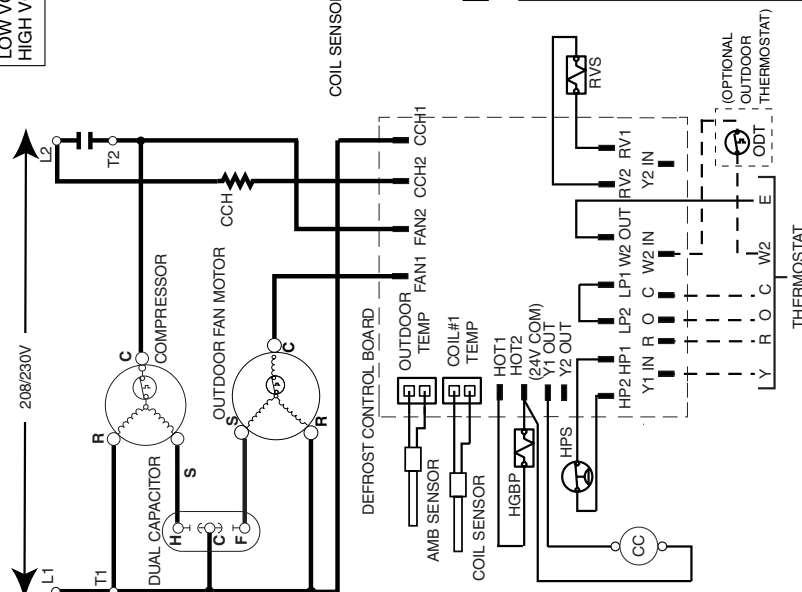 LOW VO
HIGH V
COIL SENSOR
208/230V
L2
T2
L1
T1
CCH
COMPRESSOR
C
R
S
OUTDOOR FAN MOTOR
C
S
R
DUAL CAPACITOR
H
C
F
DEFROST CONTROL BOARD
CCH1
CCH2
FAN2
FAN1
OUTDOOR
TEMP
COIL#1
TEMP
AMB SENSOR
COIL SENSOR
HOT1
HOT2
(24V COM)
Y1 OUT
Y2 OUT
HGBP
HPS
CC
RVS
RV1
RV2
Y2 IN
W2 OUT
W2 IN
LP1
LP2
C
O
R
HP1
HP2
Y1 IN
(OPTIONAL
OUTDOOR
THERMOSTAT)
ODT
E
W2
C
O
R
Y
THERMOSTAT